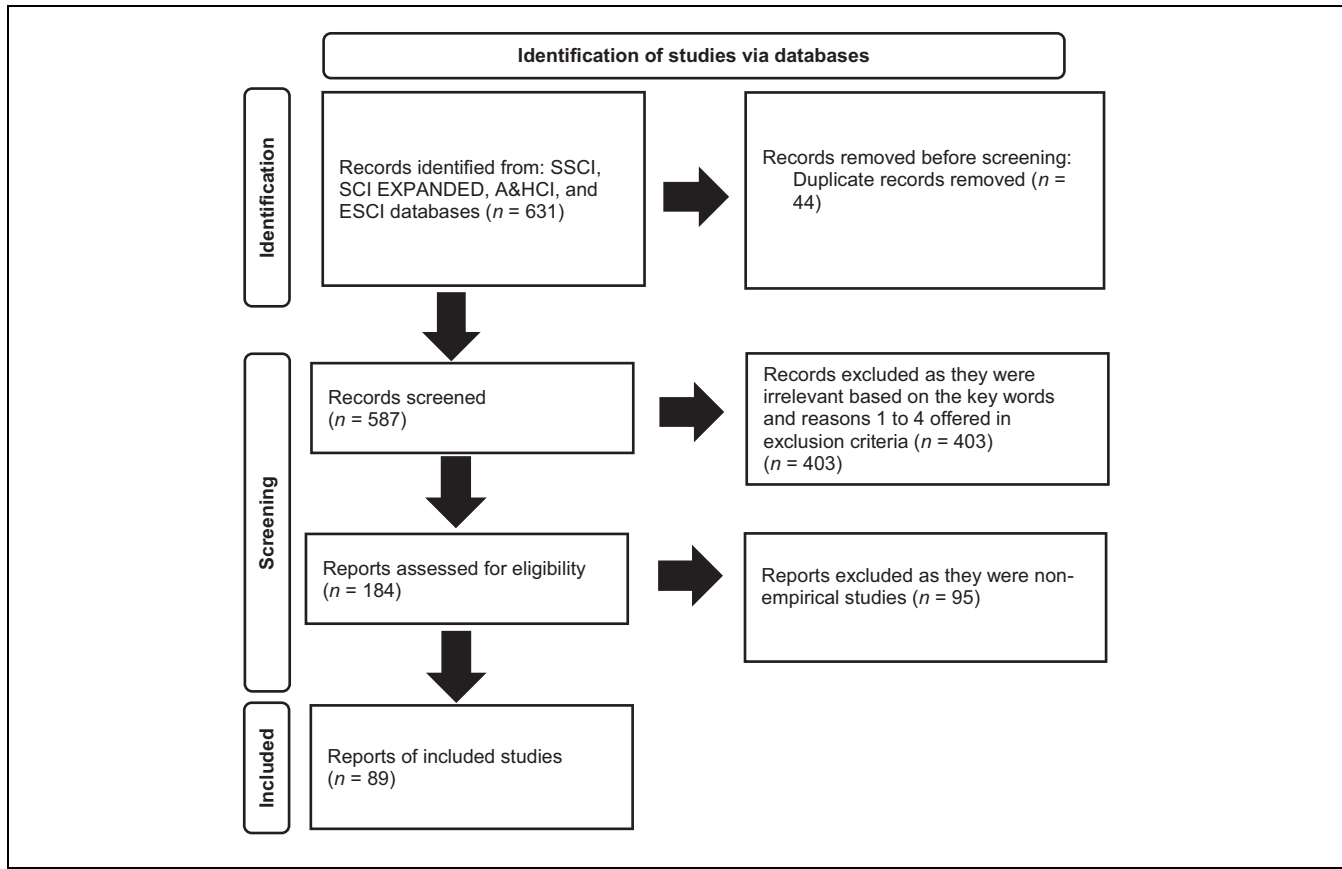 Identification of studies via databases
Identification
Records identified from: SSCI,
SCI EXPANDED, A&HCI, and
ESCI databases (n = 631)
Records removed before screening:
Duplicate records removed (n =
44)
Screening
Records screened
(n = 587)
Records excluded as they were
irrelevant based on the key words
and reasons 1 to 4 offered in
exclusion criteria (n = 403)
(n = 403)
Reports assessed for eligibility
(n = 184)
Reports excluded as they were non-
empirical studies (n = 95)
Included
Reports of included studies
(n = 89)